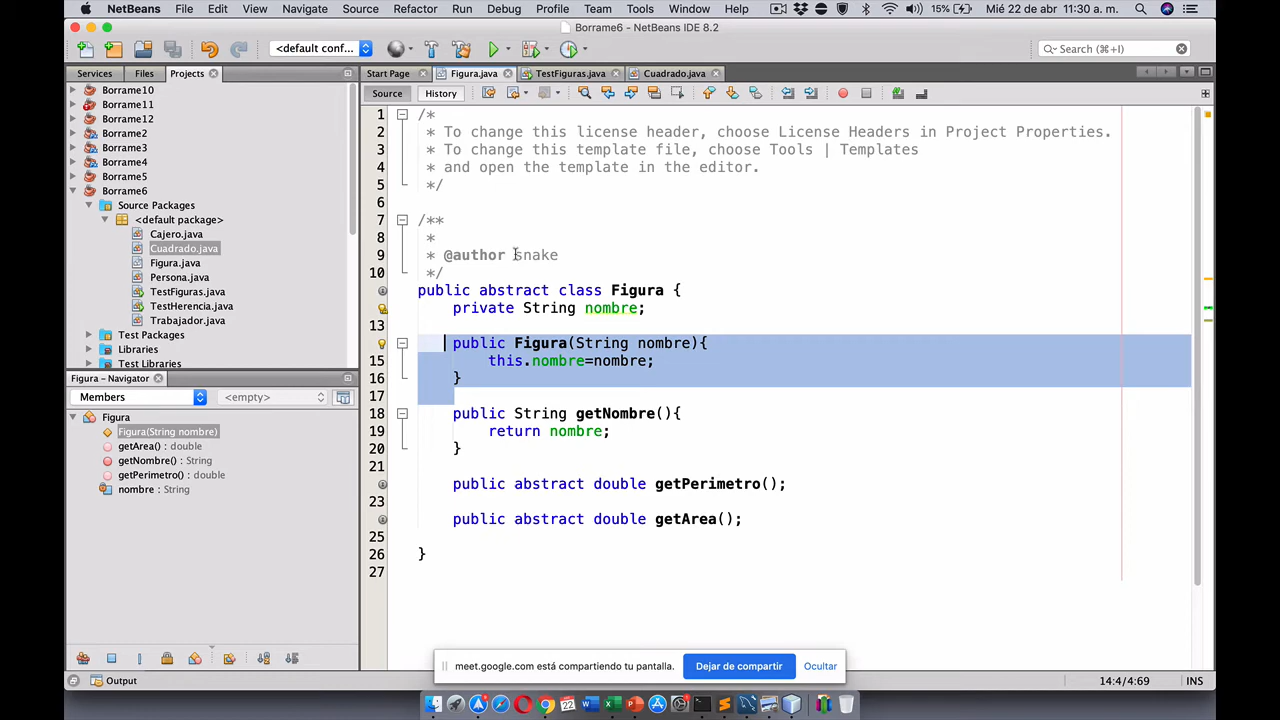 NetBeans File Edit View Navigate Source Refactor Run Debug Profile Team Tools Window Help 15% Mié 22 de abr 11:30 a. m.
Borrame6 - NetBeans IDE 8.2
<default conf... Search (⌘+I)
Services Files Projects Start Page Figura.java TestFiguras.java Cuadrado.java
Source History
Borrame10
Borrame11
Borrame12
Borrame2
Borrame3
Borrame4
Borrame5
Borrame6
Source Packages
<default package>
Cajero.java
Cuadrado.java
Figura.java
Persona.java
TestFiguras.java
TestHerencia.java
Trabajador.java
Test Packages
Libraries
Test Libraries
Figura - Navigator
Members <empty>
Figura
Figura(String nombre)
getArea() : double
getNombre() : String
getPerimetro() : double
nombre : String
1 /*
2 * To change this license header, choose License Headers in Project Properties.
3 * To change this template file, choose Tools | Templates
4 * and open the template in the editor.
5 */
6
7 /**
8 *
9 * @author snake
10 */
public abstract class Figura {
private String nombre;
13
public Figura(String nombre){
15 this.nombre=nombre;
16 }
17
18 public String getNombre(){
19 return nombre;
20 }
21
public abstract double getPerimetro();
23
public abstract double getArea();
25
26 }
27
meet.google.com está compartiendo tu pantalla. Dejar de compartir Ocultar
Output 14:4/4:69 INS
22